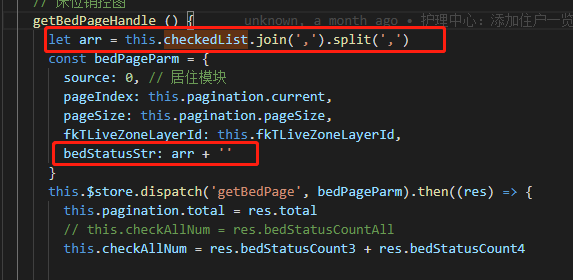 // 床位销控图
getBedPageHandle () { unknown, a month ago • 护理中心：添加住户一览
let arr = this.checkedList.join(',').split(',')
const bedPageParm = {
source: 0, // 居住模块
pageIndex: this.pagination.current,
pageSize: this.pagination.pageSize,
fkTLiveZoneLayerId: this.fkTLiveZoneLayerId,
bedStatusStr: arr + ''
}
this.$store.dispatch('getBedPage', bedPageParm).then((res) => {
this.pagination.total = res.total
// this.checkAllNum = res.bedStatusCountAll
this.checkAllNum = res.bedStatusCount3 + res.bedStatusCount4